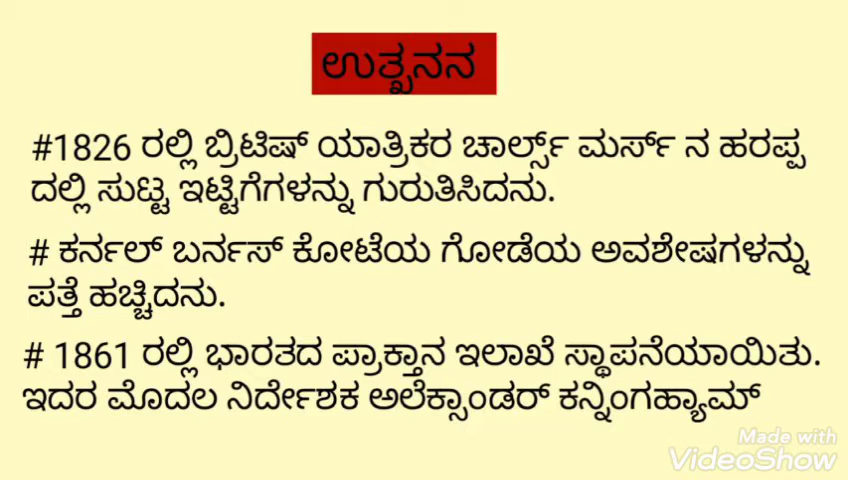 ಉತ್ಖನನ
#1826 ರಲ್ಲಿ ಬ್ರಿಟಿಷ್ ಯಾತ್ರಿಕರ ಚಾರ್ಲ್ಸ್ ಮರ್ಸ್ ನ ಹರಪ್ಪ
ದಲ್ಲಿ ಸುಟ್ಟ ಇಟ್ಟಿಗೆಗಳನ್ನು ಗುರುತಿಸಿದನು.
# ಕರ್ನಲ್ ಬರ್ನಸ್ ಕೋಟೆಯ ಗೋಡೆಯ ಅವಶೇಷಗಳನ್ನು
ಪತ್ತೆ ಹಚ್ಚಿದನು.
# 1861 ರಲ್ಲಿ ಭಾರತದ ಪ್ರಾಕ್ತಾನ ಇಲಾಖೆ ಸ್ಥಾಪನೆಯಾಯಿತು.
ಇದರ ಮೊದಲ ನಿರ್ದೇಶಕ ಅಲೆಕ್ಸಾಂಡರ್ ಕನ್ನಿಂಗಹ್ಯಾಮ್
Made with
VideoShow